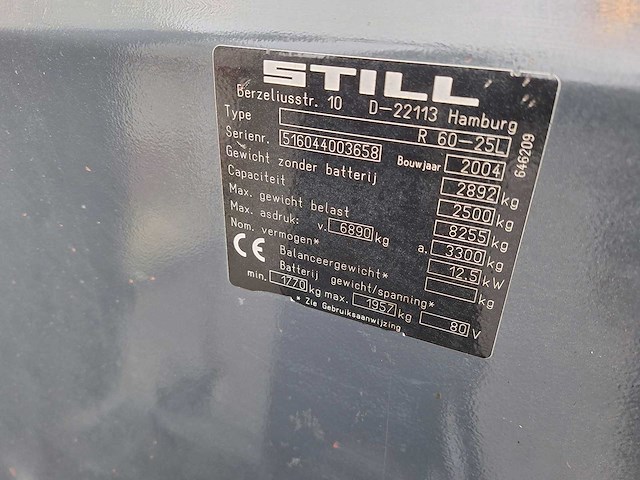 STILL
Berzeliusstr. 10 D-22113 Hamburg
Type R 60-25L
Serienr. 516044003658 Bouwjaar 2004
Gewicht zonder batterij 2892 kg
Capaciteit 2500 kg
Max. gewicht belast 8255 kg
Max. asdruk: v. 6890 kg a. 3300 kg
Nom. vermogen* 12,5 kW
CE Balanceergewicht* kg
Batterij gewicht/spanning*
min. 1770 kg max. 1957 kg 80 V
* Zie Gebruiksaanwijzing
646209